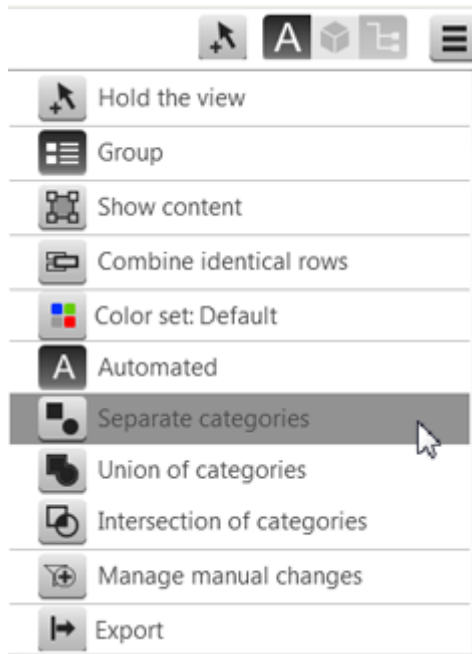 A
Hold the view
Group
Show content
Combine identical rows
Color set: Default
A Automated
Separate categories
Union of categories
Intersection of categories
Manage manual changes
Export